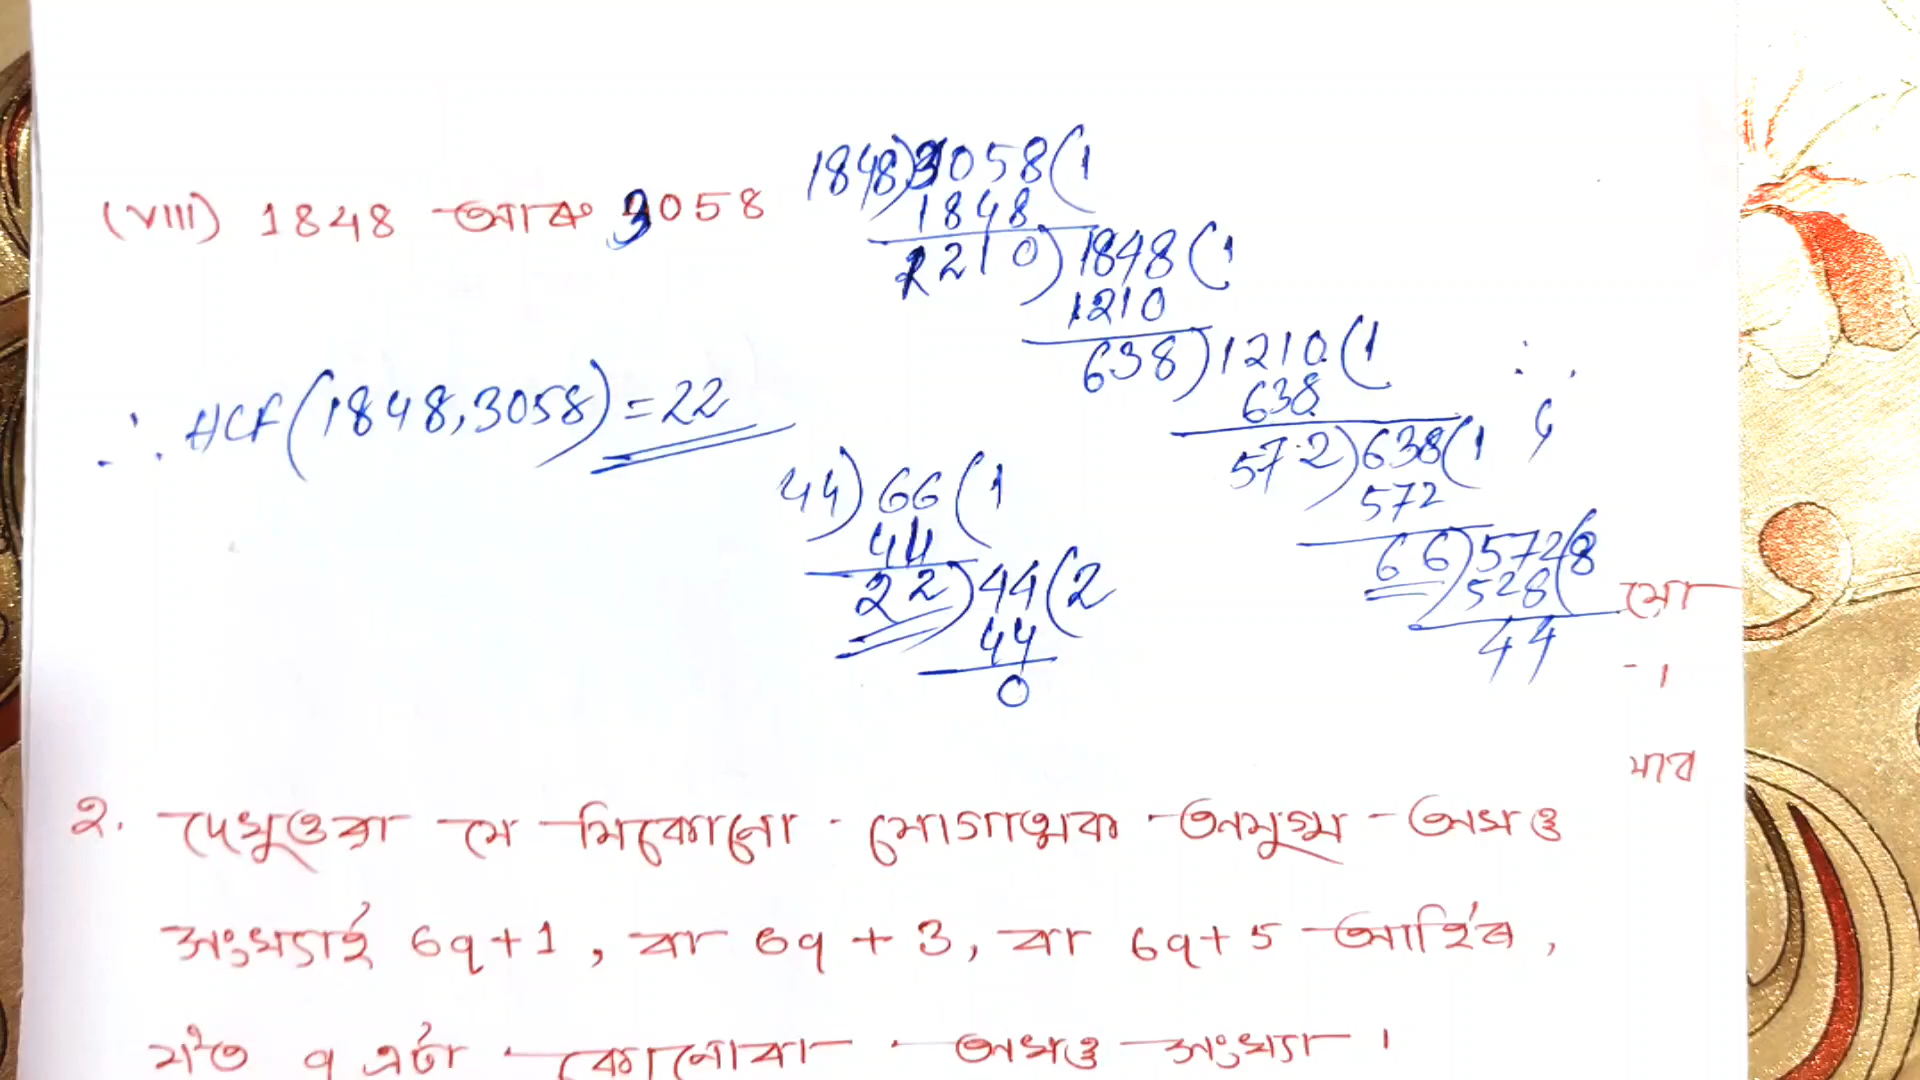 (VIII) 1848 আৰু 3058
1848)3058(1
1848
1210)1848(1
1210
638)1210(1
638
572)638(1
572
66)572(8
528
44
∴ HCF(1848,3058)=22
44)66(1
44
22)44(2
44
0
∴
যাব
২. দেখুওৱা যে যিকোনো যোগাত্মক অযুগ্ম অখণ্ড
সংখ্যাই 6q+1, বা 6q+3, বা 6q+5 আৰ্হিৰ,
য'ত q এটা কোনোবা অখণ্ড সংখ্যা।